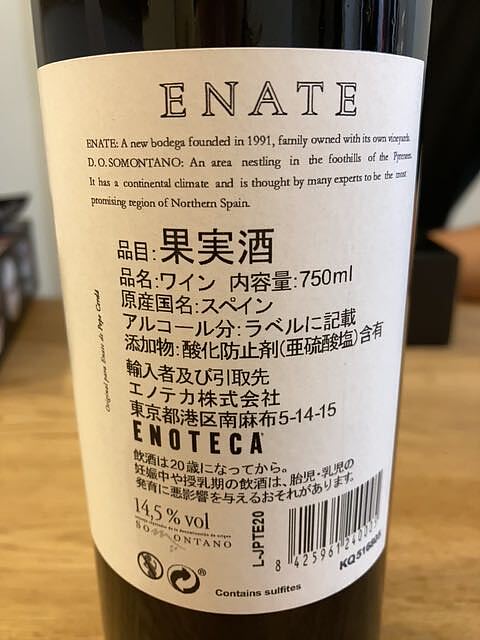 ENATE
ENATE: A new bodega founded in 1991, family owned with its own vineyards.
D.O. SOMONTANO: An area nestling in the foothills of the Pyrenees.
It has a continental climate and is thought by many experts to be the most
promising region of Northern Spain.
品目:果実酒
品名:ワイン 内容量:750ml
原産国名:スペイン
アルコール分:ラベルに記載
添加物:酸化防止剤(亜硫酸塩)含有
輸入者及び引取先
エノテカ株式会社
東京都港区南麻布5-14-15
ENOTECA
飲酒は20歳になってから。
妊娠中や授乳期の飲酒は、胎児・乳児の
発育に悪影響を与えるおそれがあります。
14,5% vol
SOMONTANO
L-JPTE20
8 425961 240
KQ516805
Contains sulfites
Original para Enate de Pepe Cerdá